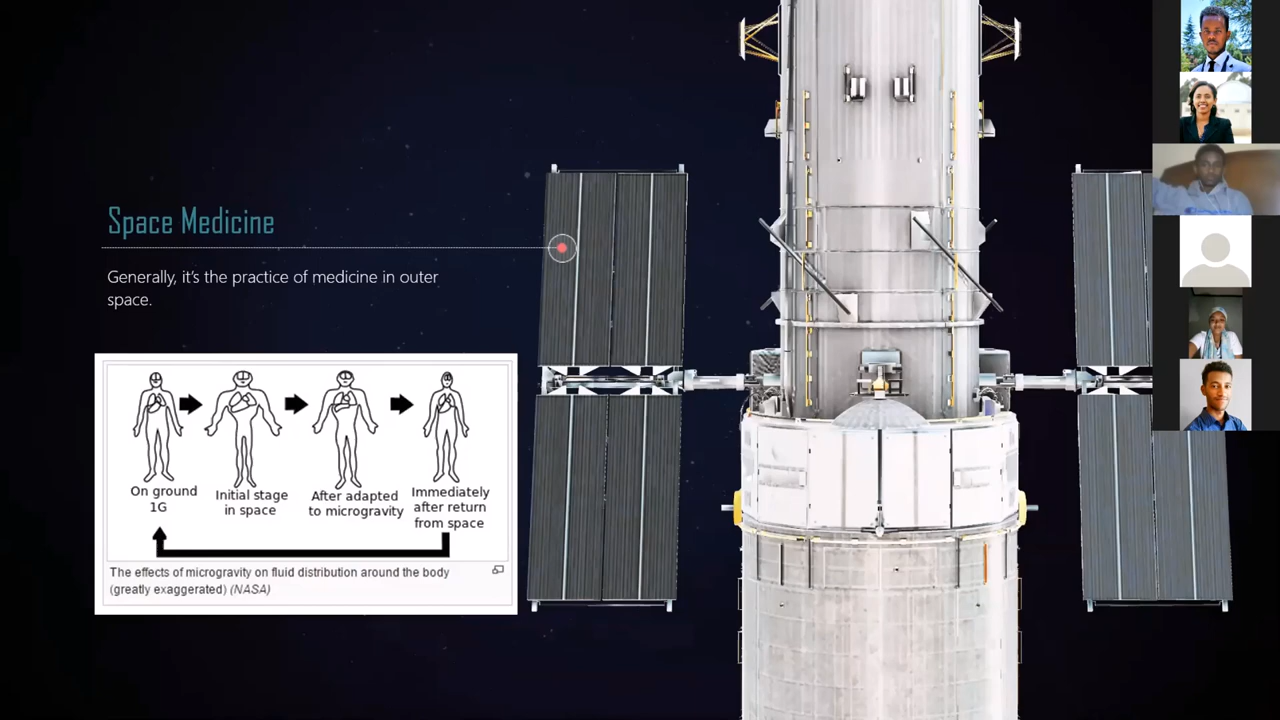 Space Medicine
Generally, it's the practice of medicine in outer
space.
On ground
1G
Initial stage
in space
After adapted
to microgravity
Immediately
after return
from space
The effects of microgravity on fluid distribution around the body
(greatly exaggerated) (NASA)